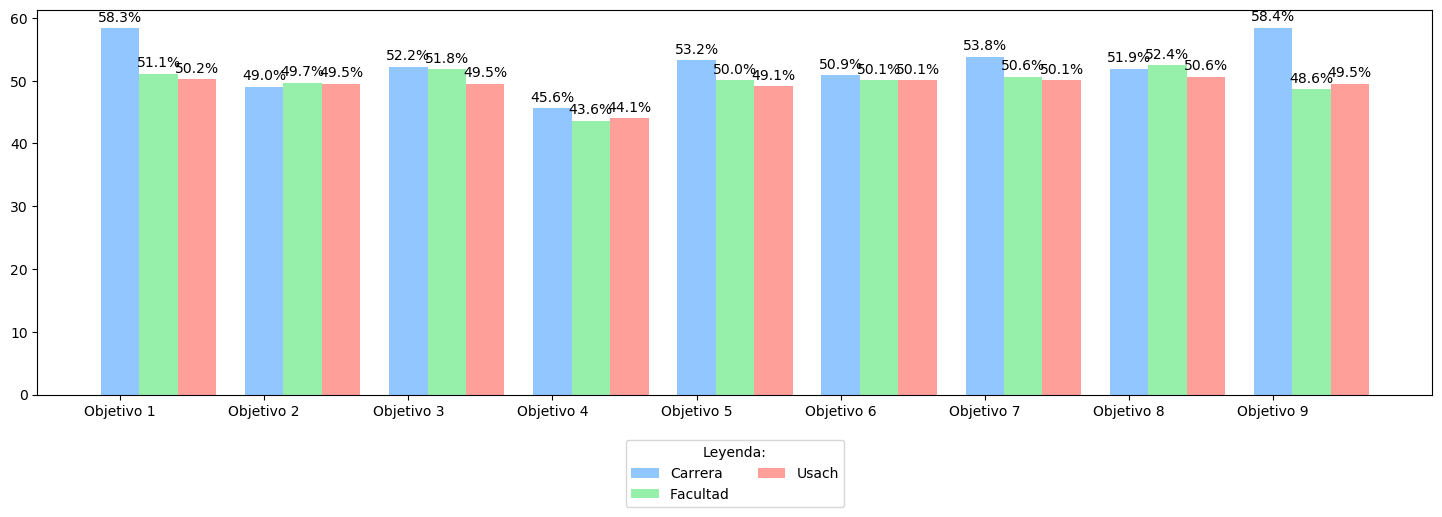 60
50
40
30
20
10
0
58.3% 51.1% 50.2%
49.0% 49.7% 49.5%
52.2% 51.8% 49.5%
45.6% 43.6% 44.1%
53.2% 50.0% 49.1%
50.9% 50.1% 50.1%
53.8% 50.6% 50.1%
51.9% 52.4% 50.6%
58.4% 48.6% 49.5%
Objetivo 1 Objetivo 2 Objetivo 3 Objetivo 4 Objetivo 5 Objetivo 6 Objetivo 7 Objetivo 8 Objetivo 9
Leyenda:
Carrera Usach
Facultad